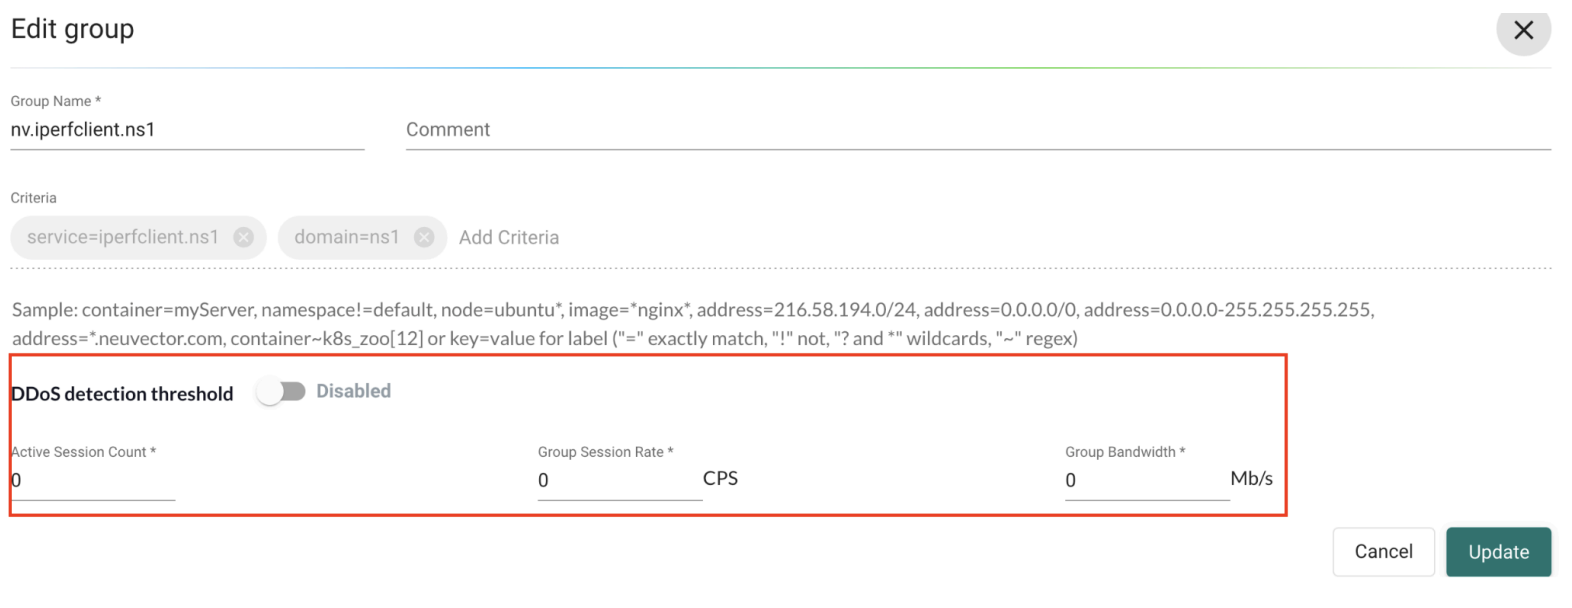 Edit group
Group Name *
nv.iperfclient.ns1
Comment
Criteria
service=iperfclient.ns1
domain=ns1
Add Criteria
Sample: container=myServer, namespace!=default, node=ubuntu*, image=*nginx*, address=216.58.194.0/24, address=0.0.0.0/0, address=0.0.0.0-255.255.255.255,
address=*.neuvector.com, container~k8s_zoo[12] or key=value for label ("=" exactly match, "!" not, "? and *" wildcards, "~" regex)
DDoS detection threshold
Disabled
Active Session Count *
0
Group Session Rate *
0 CPS
Group Bandwidth *
0 Mb/s
Cancel
Update